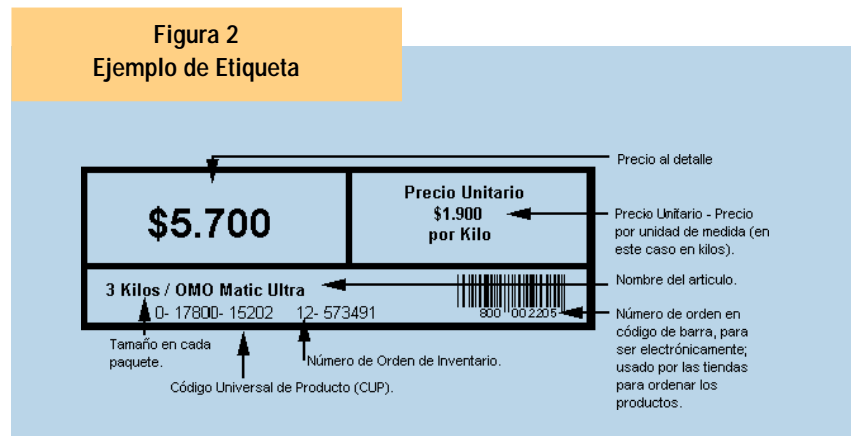 Figura 2
Ejemplo de Etiqueta
Precio al detalle
$5.700
Precio Unitario
$1.900
por Kilo
Precio Unitario - Precio
por unidad de medida (en
este caso en kilos).
3 Kilos / OMO Matic Ultra
Nombre del articulo.
0- 17800- 15202 12- 573491
800 002205
Número de orden en
código de barra, para
ser electrónicamente;
usado por las tiendas
para ordenar los
productos.
Tamaño en cada
paquete.
Número de Orden de Inventario.
Código Universal de Producto (CUP).